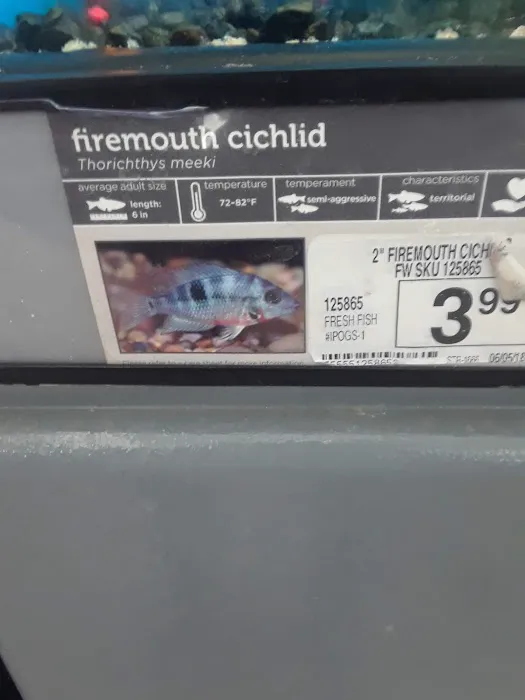 firemouth cichlid
Thorichthys meeki
average adult size
length:
6 in
temperature
72-82°F
temperament
semi-aggressive
characteristics
territorial
2" FIREMOUTH CICH
FW SKU 125865
125865
FRESH FISH
#IPOGS-1
3 99